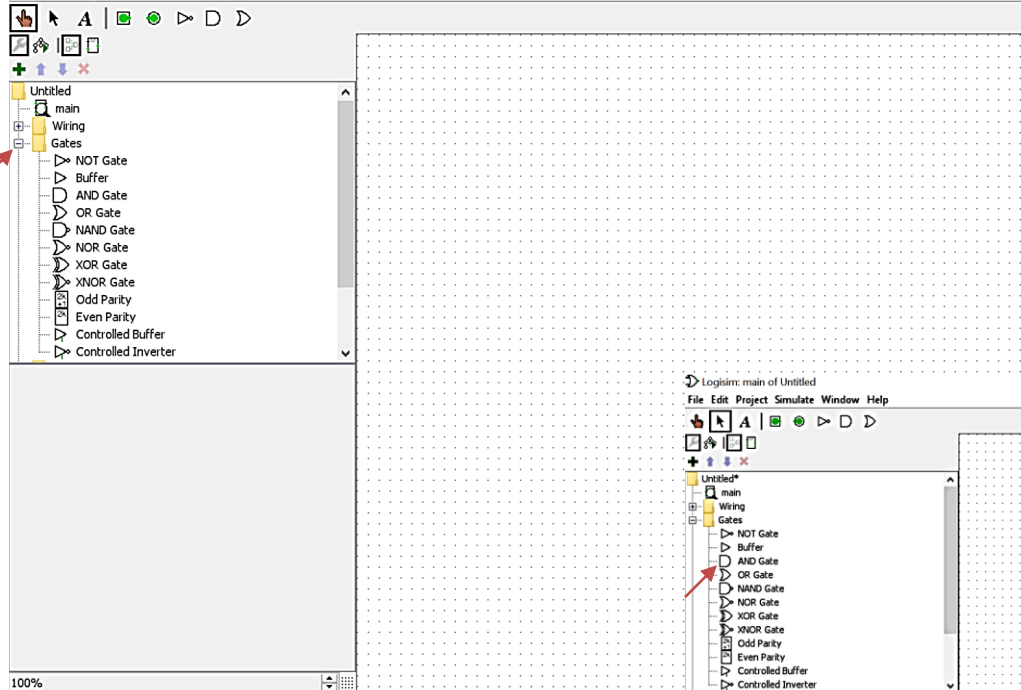 A
Untitled
main
Wiring
Gates
NOT Gate
Buffer
AND Gate
OR Gate
NAND Gate
NOR Gate
XOR Gate
XNOR Gate
Odd Parity
Even Parity
Controlled Buffer
Controlled Inverter
100%
Logisim: main of Untitled
File Edit Project Simulate Window Help
A
Untitled*
main
Wiring
Gates
NOT Gate
Buffer
AND Gate
OR Gate
NAND Gate
NOR Gate
XOR Gate
XNOR Gate
Odd Parity
Even Parity
Controlled Buffer
Controlled Inverter